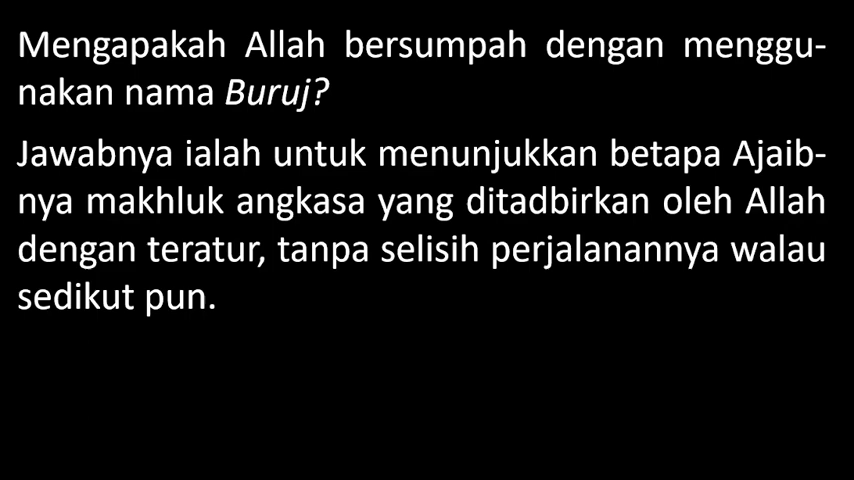 Mengapakah Allah bersumpah dengan menggu-
nakan nama Buruj?
Jawabnya ialah untuk menunjukkan betapa Ajaib-
nya makhluk angkasa yang ditadbirkan oleh Allah
dengan teratur, tanpa selisih perjalanannya walau
sedikut pun.